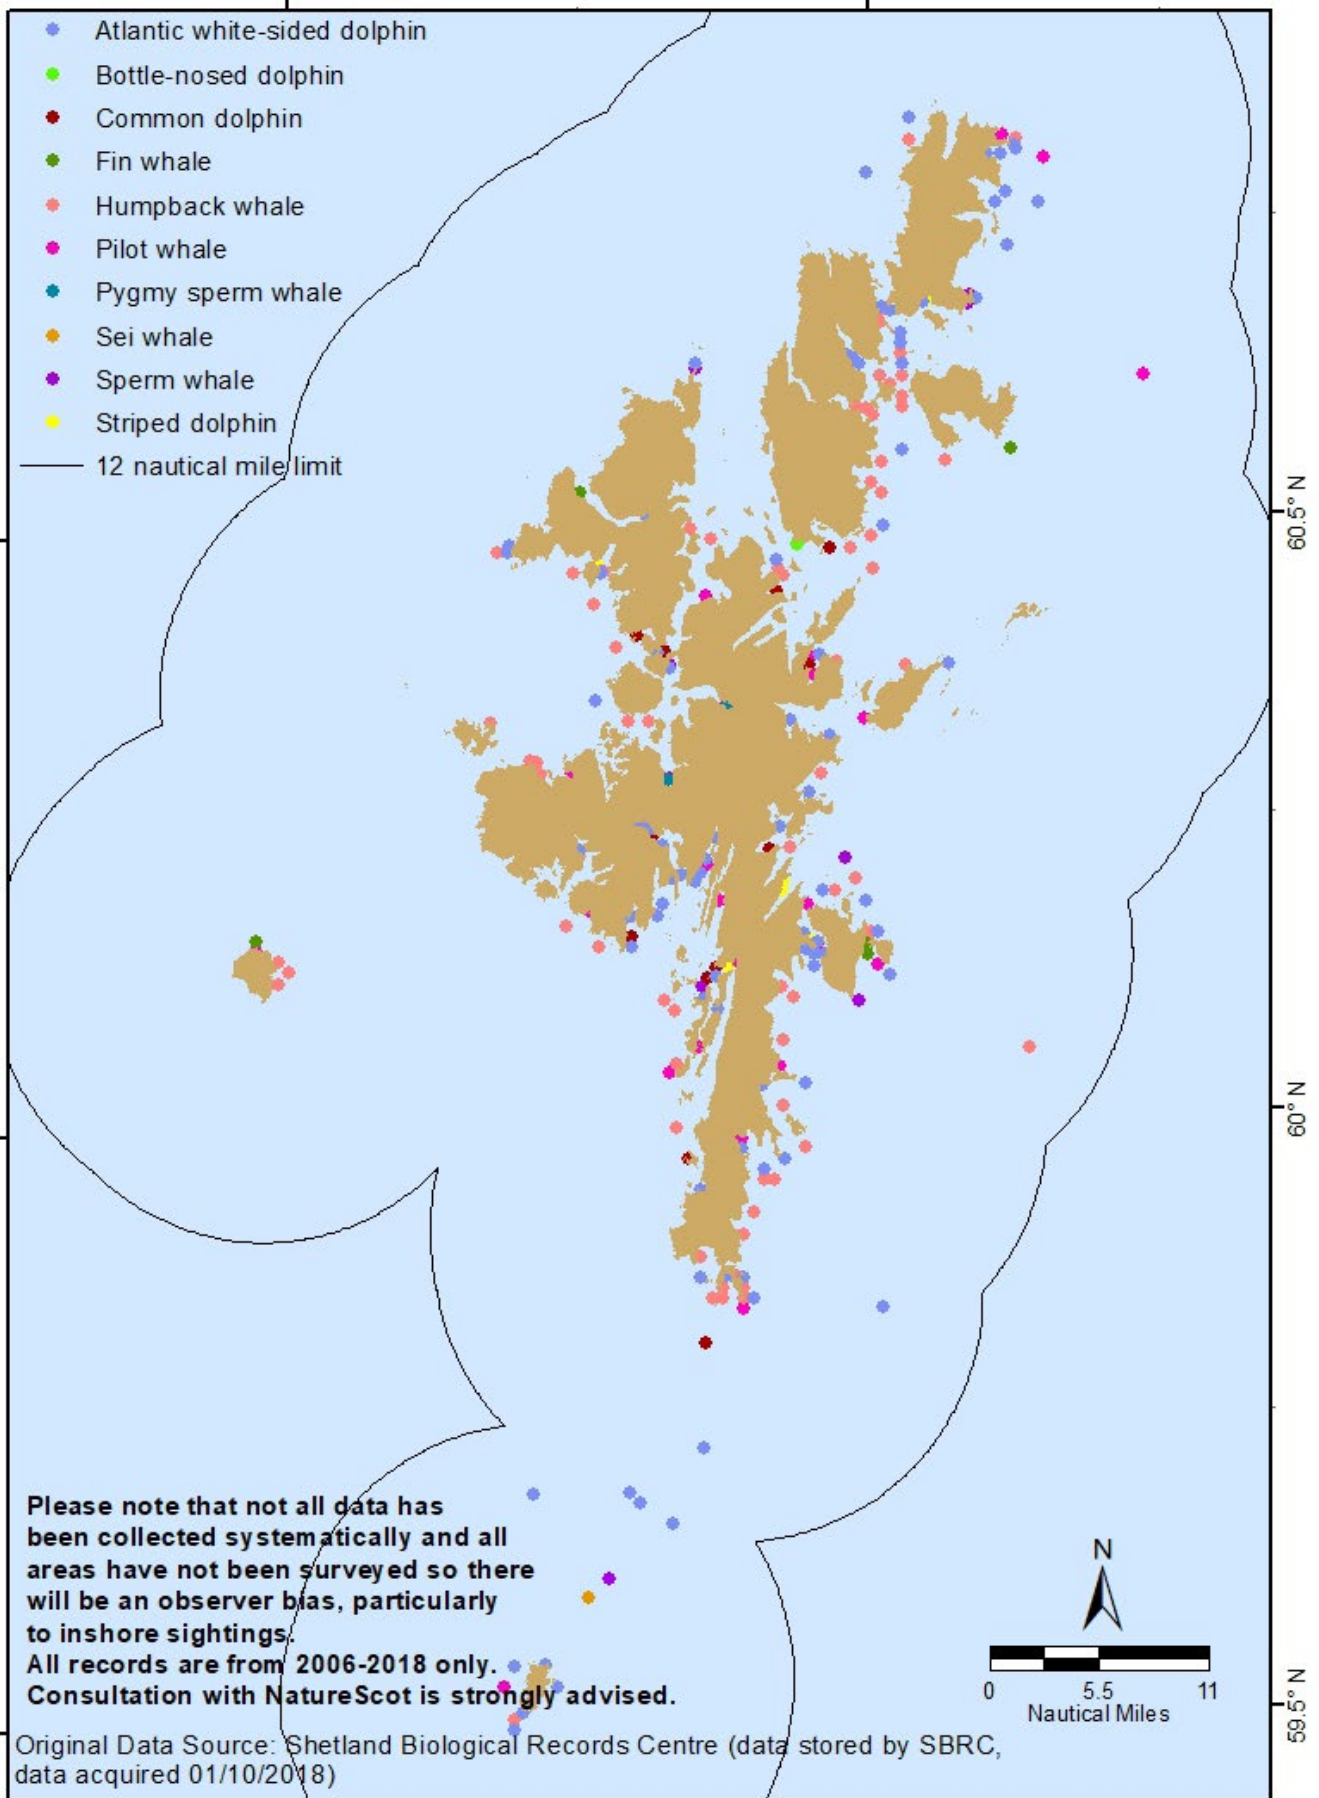 Atlantic white-sided dolphin
Bottle-nosed dolphin
Common dolphin
Fin whale
Humpback whale
Pilot whale
Pygmy sperm whale
Sei whale
Sperm whale
Striped dolphin
12 nautical mile limit
60.5°N
60°N
Please note that not all data has
been collected systematically and all
areas have not been surveyed so there
will be an observer bias, particularly
to inshore sightings.
All records are from 2006-2018 only.
Consultation with NatureScot is strongly advised.
N
0 5.5 11
Nautical Miles
59.5°N
Original Data Source: Shetland Biological Records Centre (data stored by SBRC,
data acquired 01/10/2018)